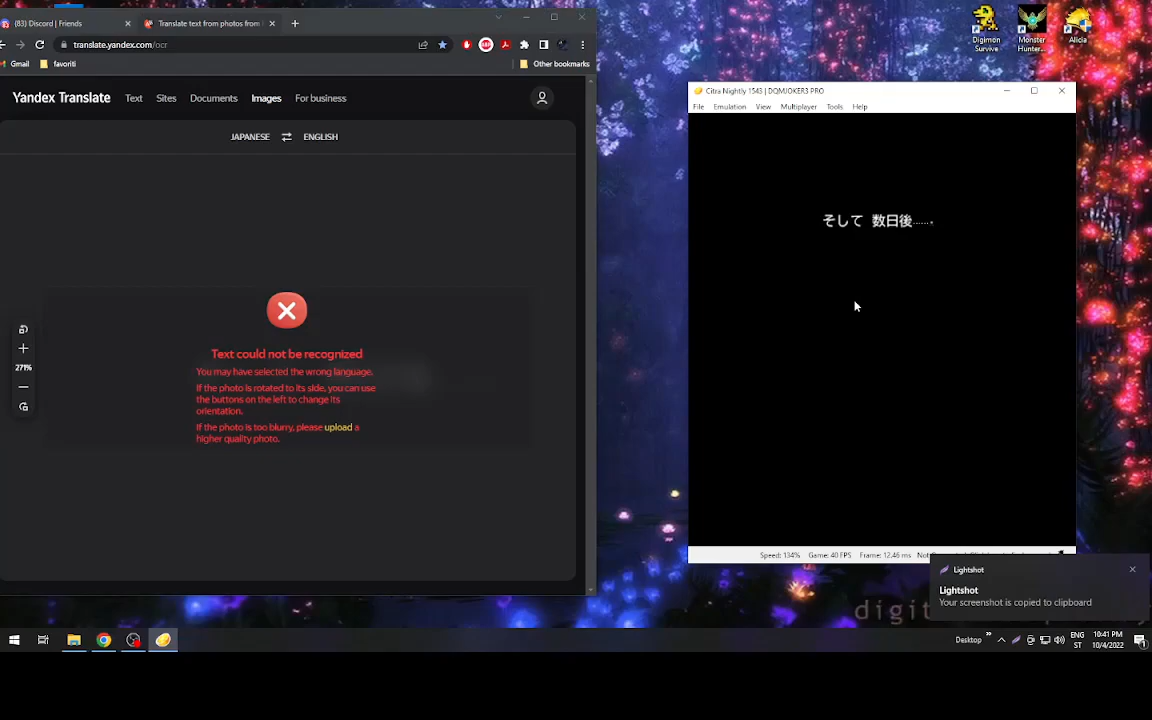 (83) Discord | Friends
Translate text from photos from
translate.yandex.com/ocr
Gmail
favoriti
Other bookmarks
Yandex Translate
Text
Sites
Documents
Images
For business
JAPANESE
ENGLISH
271%
Text could not be recognized
You may have selected the wrong language.
If the photo is rotated to its side, you can use
the buttons on the left to change its
orientation.
If the photo is too blurry, please upload a
higher quality photo.
Digimon
Survive
Monster
Hunter...
Alicia
Citra Nightly 1543 | DQMJOKER3 PRO
File
Emulation
View
Multiplayer
Tools
Help
そして 数日後……。
Speed: 134%
Game: 40 FPS
Frame: 12.46 ms
Lightshot
Lightshot
Your screenshot is copied to clipboard
digit
Desktop
ENG
ST
10:41 PM
10/4/2022
1